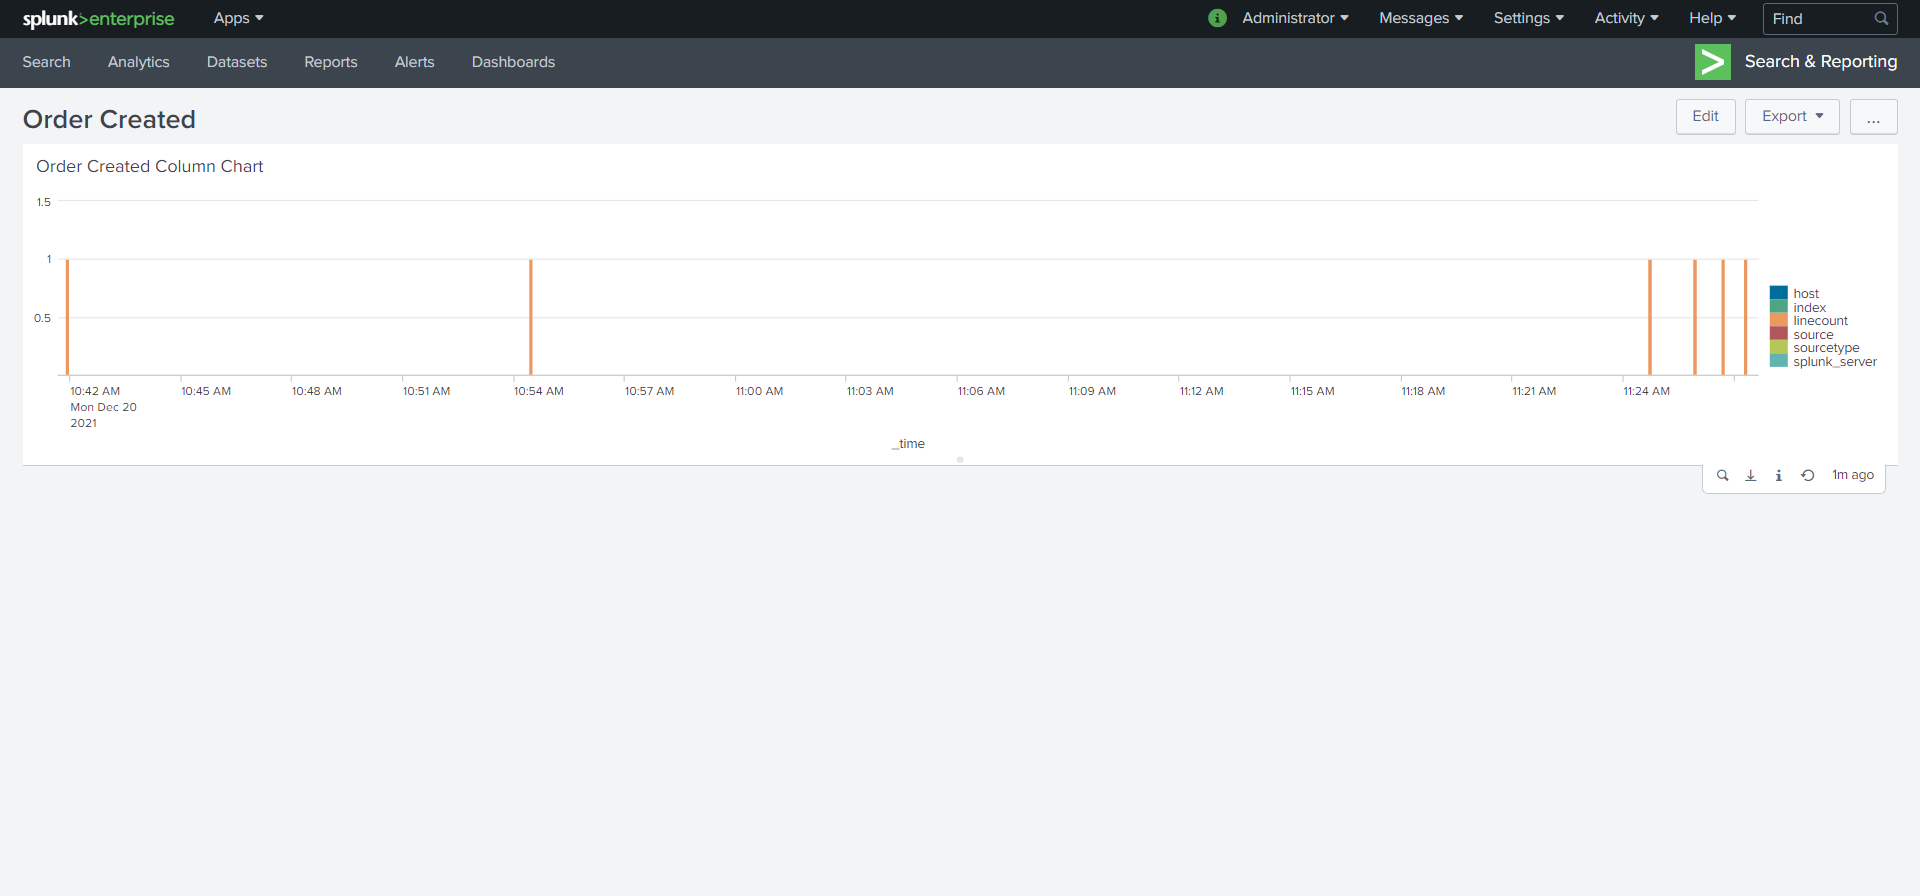 splunk>enterprise Apps Administrator Messages Settings Activity Help Find
Search Analytics Datasets Reports Alerts Dashboards Search & Reporting
Order Created Edit Export ...
Order Created Column Chart
1.5
1
0.5
host
index
linecount
source
sourcetype
splunk_server
10:42 AM 10:45 AM 10:48 AM 10:51 AM 10:54 AM 10:57 AM 11:00 AM 11:03 AM 11:06 AM 11:09 AM 11:12 AM 11:15 AM 11:18 AM 11:21 AM 11:24 AM
Mon Dec 20
2021
_time
1m ago